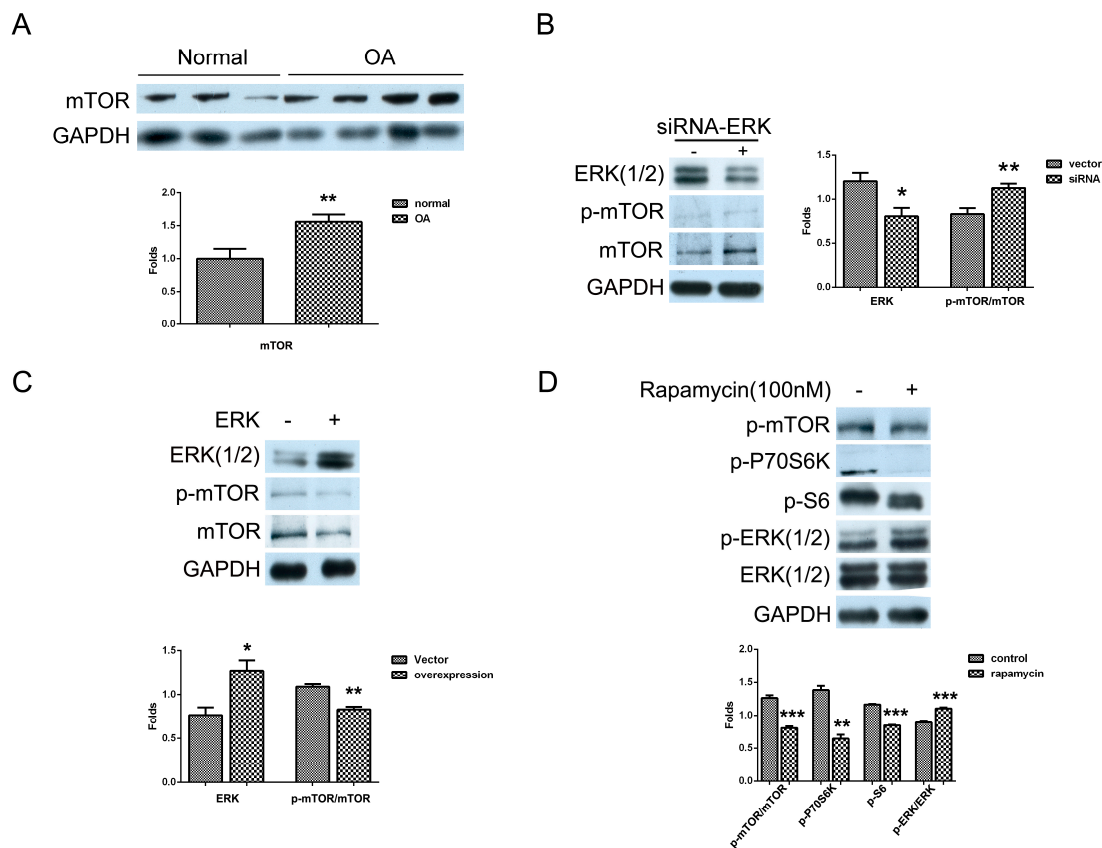 A
Normal OA
mTOR
GAPDH
2.0
1.5
1.0
0.5
0.0
Folds
**
normal
OA
mTOR
B
siRNA-ERK
- +
ERK(1/2)
p-mTOR
mTOR
GAPDH
1.5
1.0
0.5
0.0
Folds
*
**
vector
siRNA
ERK p-mTOR/mTOR
C
ERK - +
ERK(1/2)
p-mTOR
mTOR
GAPDH
1.5
1.0
0.5
0.0
Folds
*
**
Vector
overexpression
ERK p-mTOR/mTOR
D
Rapamycin(100nM) - +
p-mTOR
p-P70S6K
p-S6
p-ERK(1/2)
ERK(1/2)
GAPDH
2.0
1.5
1.0
0.5
0.0
Folds
***
**
***
***
control
rapamycin
p-mTOR/mTOR
p-P70S6K
p-S6
p-ERK/ERK